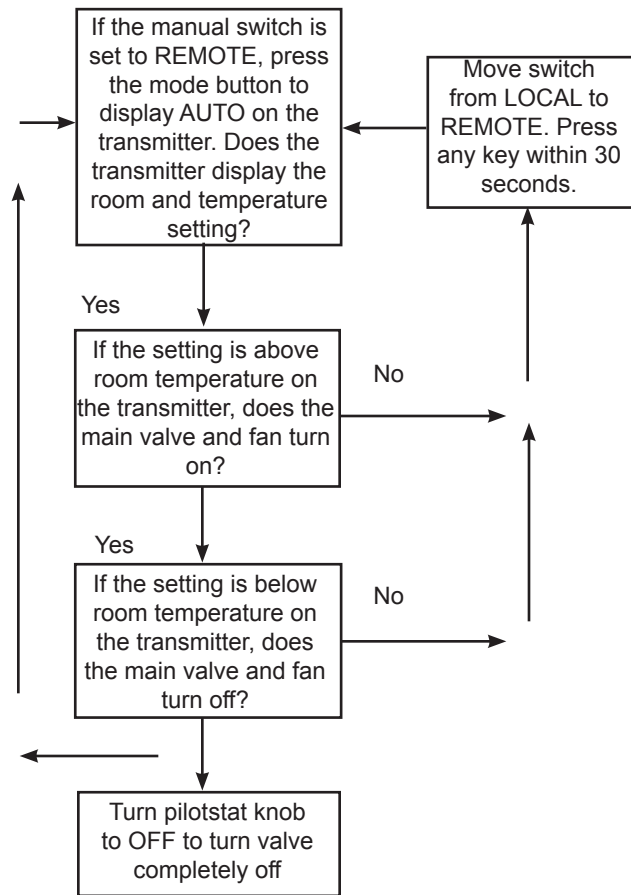 If the manual switch is
set to REMOTE, press
the mode button to
display AUTO on the
transmitter. Does the
transmitter display the
room and temperature
setting?
Move switch
from LOCAL to
REMOTE. Press
any key within 30
seconds.
Yes
If the setting is above
room temperature on
the transmitter, does the
main valve and fan turn
on?
No
Yes
If the setting is below
room temperature on
the transmitter, does
the main valve and fan
turn off?
No
Turn pilotstat knob
to OFF to turn valve
completely off